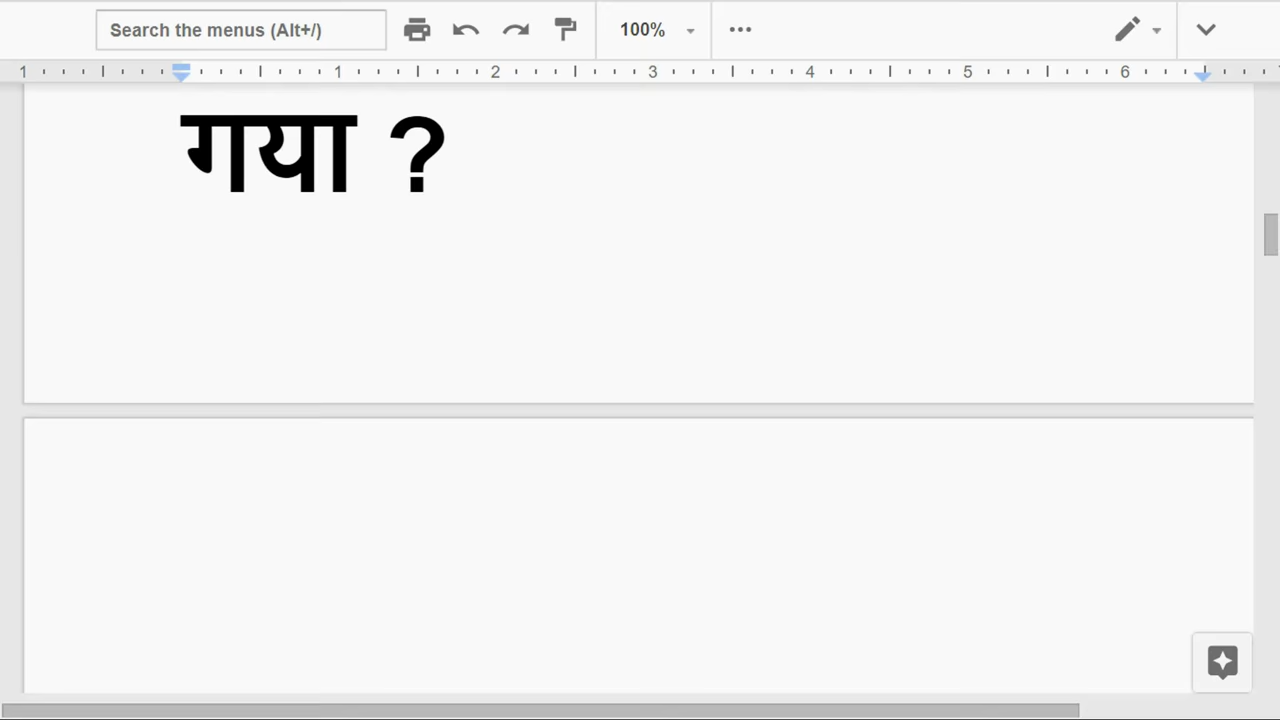 Search the menus (Alt+/) 100%
1 1 2 3 4 5 6
गया ?